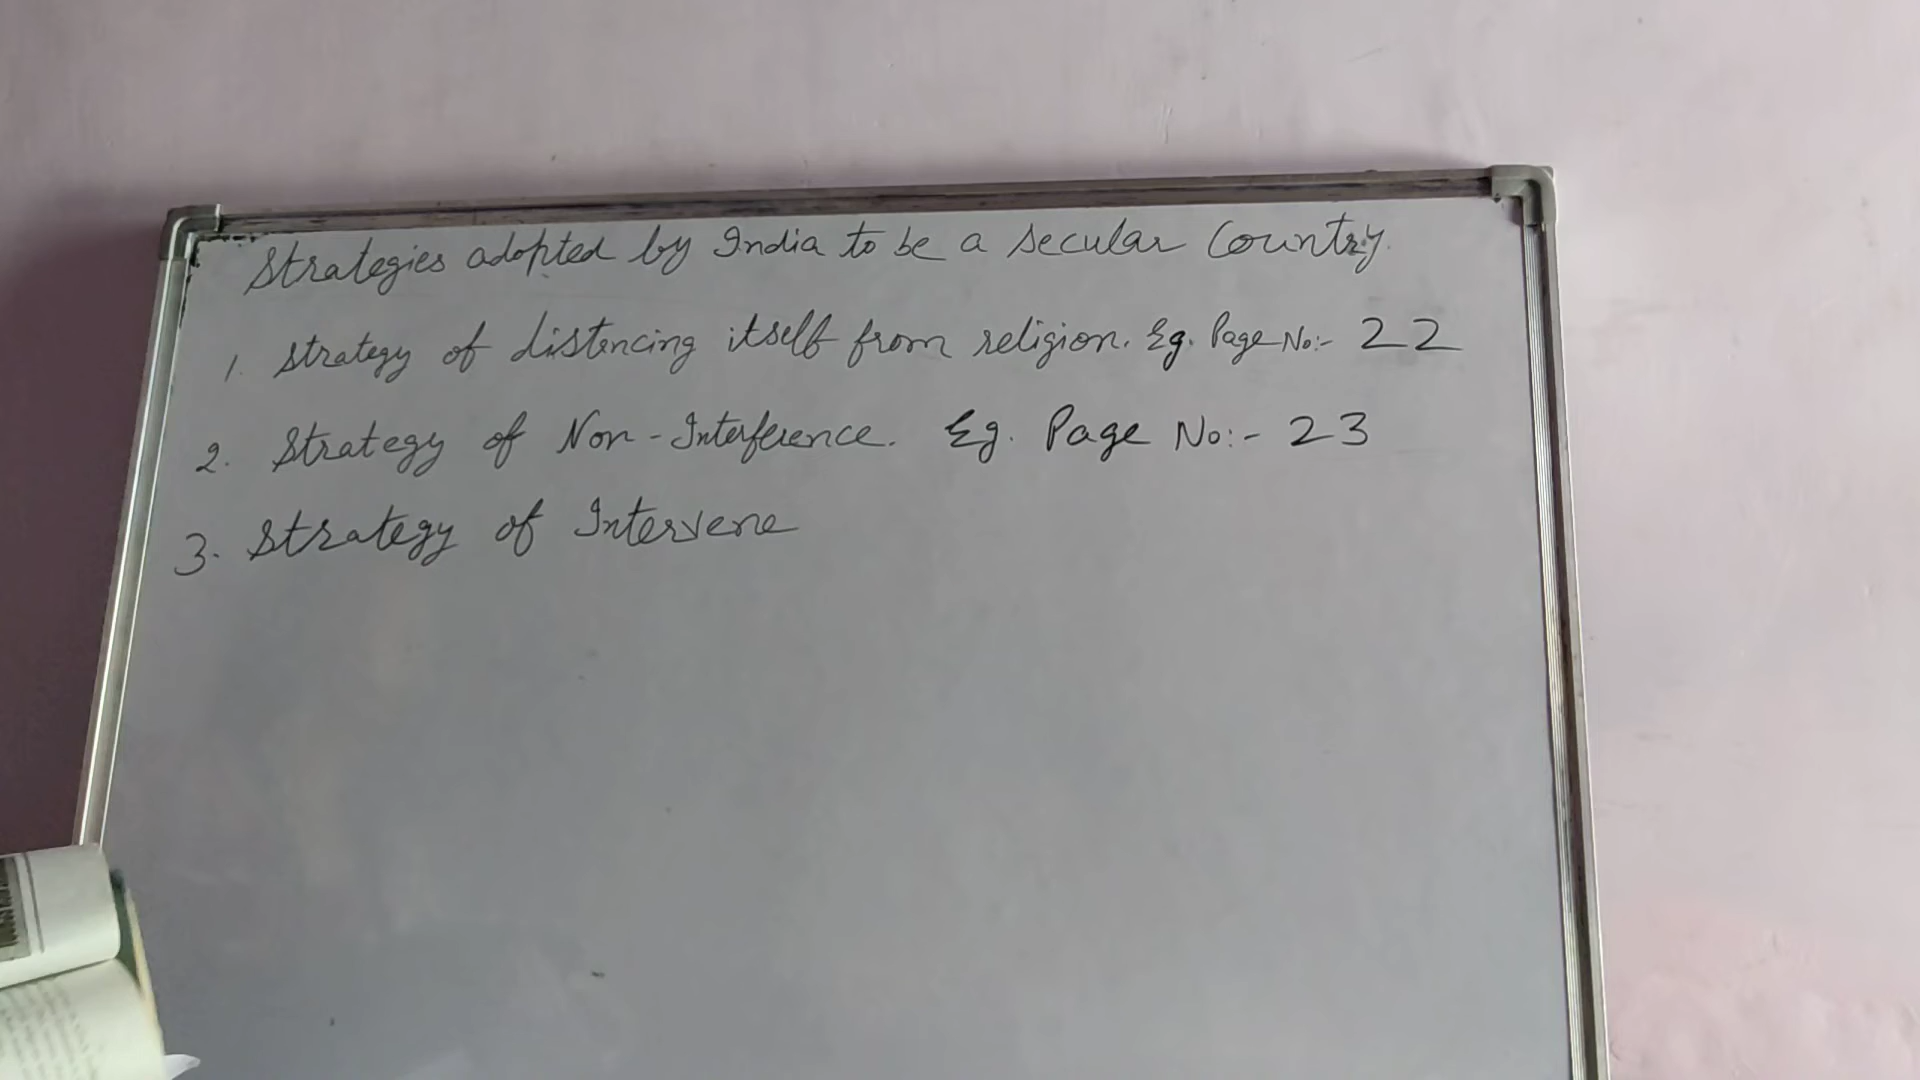 Strategies adopted by India to be a secular Country.
1. Strategy of distencing itself from religion. Eg. Page No:- 22
2. Strategy of Non-Interference. Eg. Page No:- 23
3. Strategy of Intervene